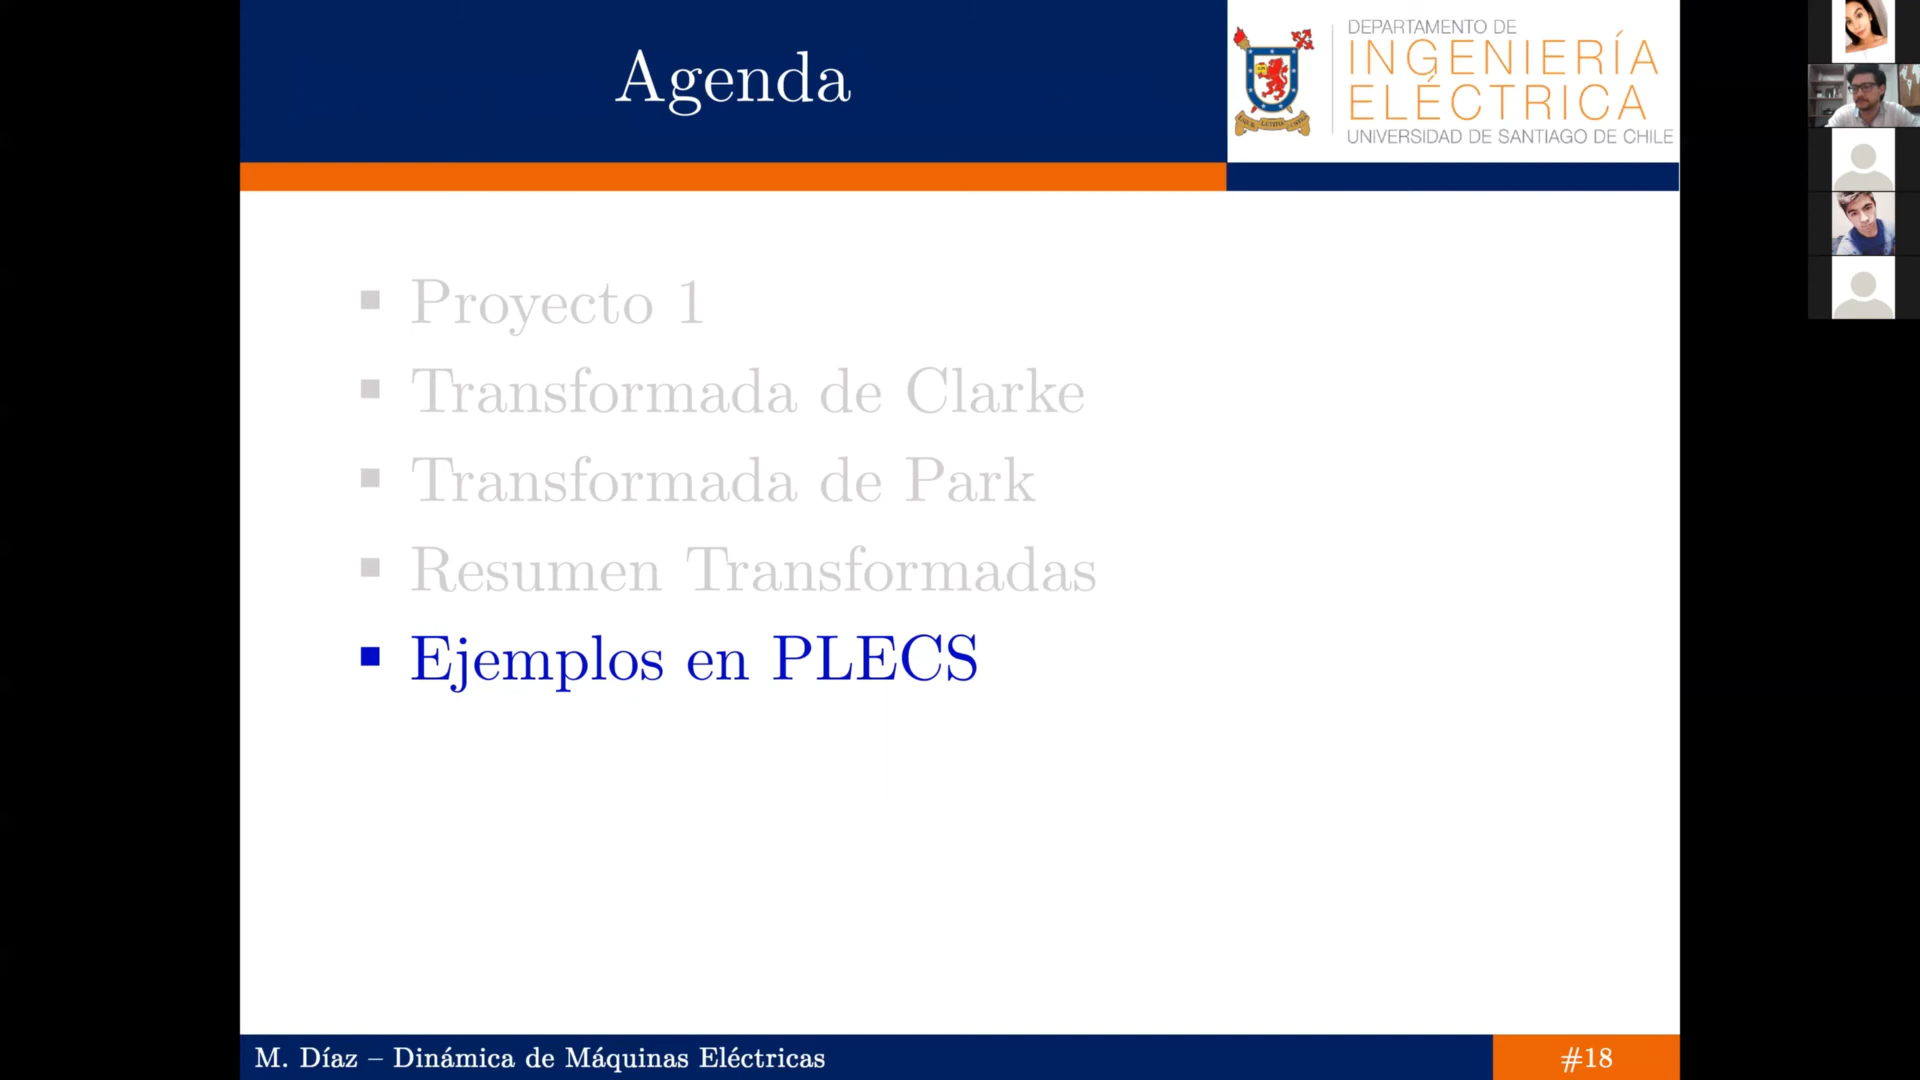 Agenda
DEPARTAMENTO DE
INGENIERÍA
ELÉCTRICA
UNIVERSIDAD DE SANTIAGO DE CHILE
Proyecto 1
Transformada de Clarke
Transformada de Park
Resumen Transformadas
Ejemplos en PLECS
M. Díaz – Dinámica de Máquinas Eléctricas
#18